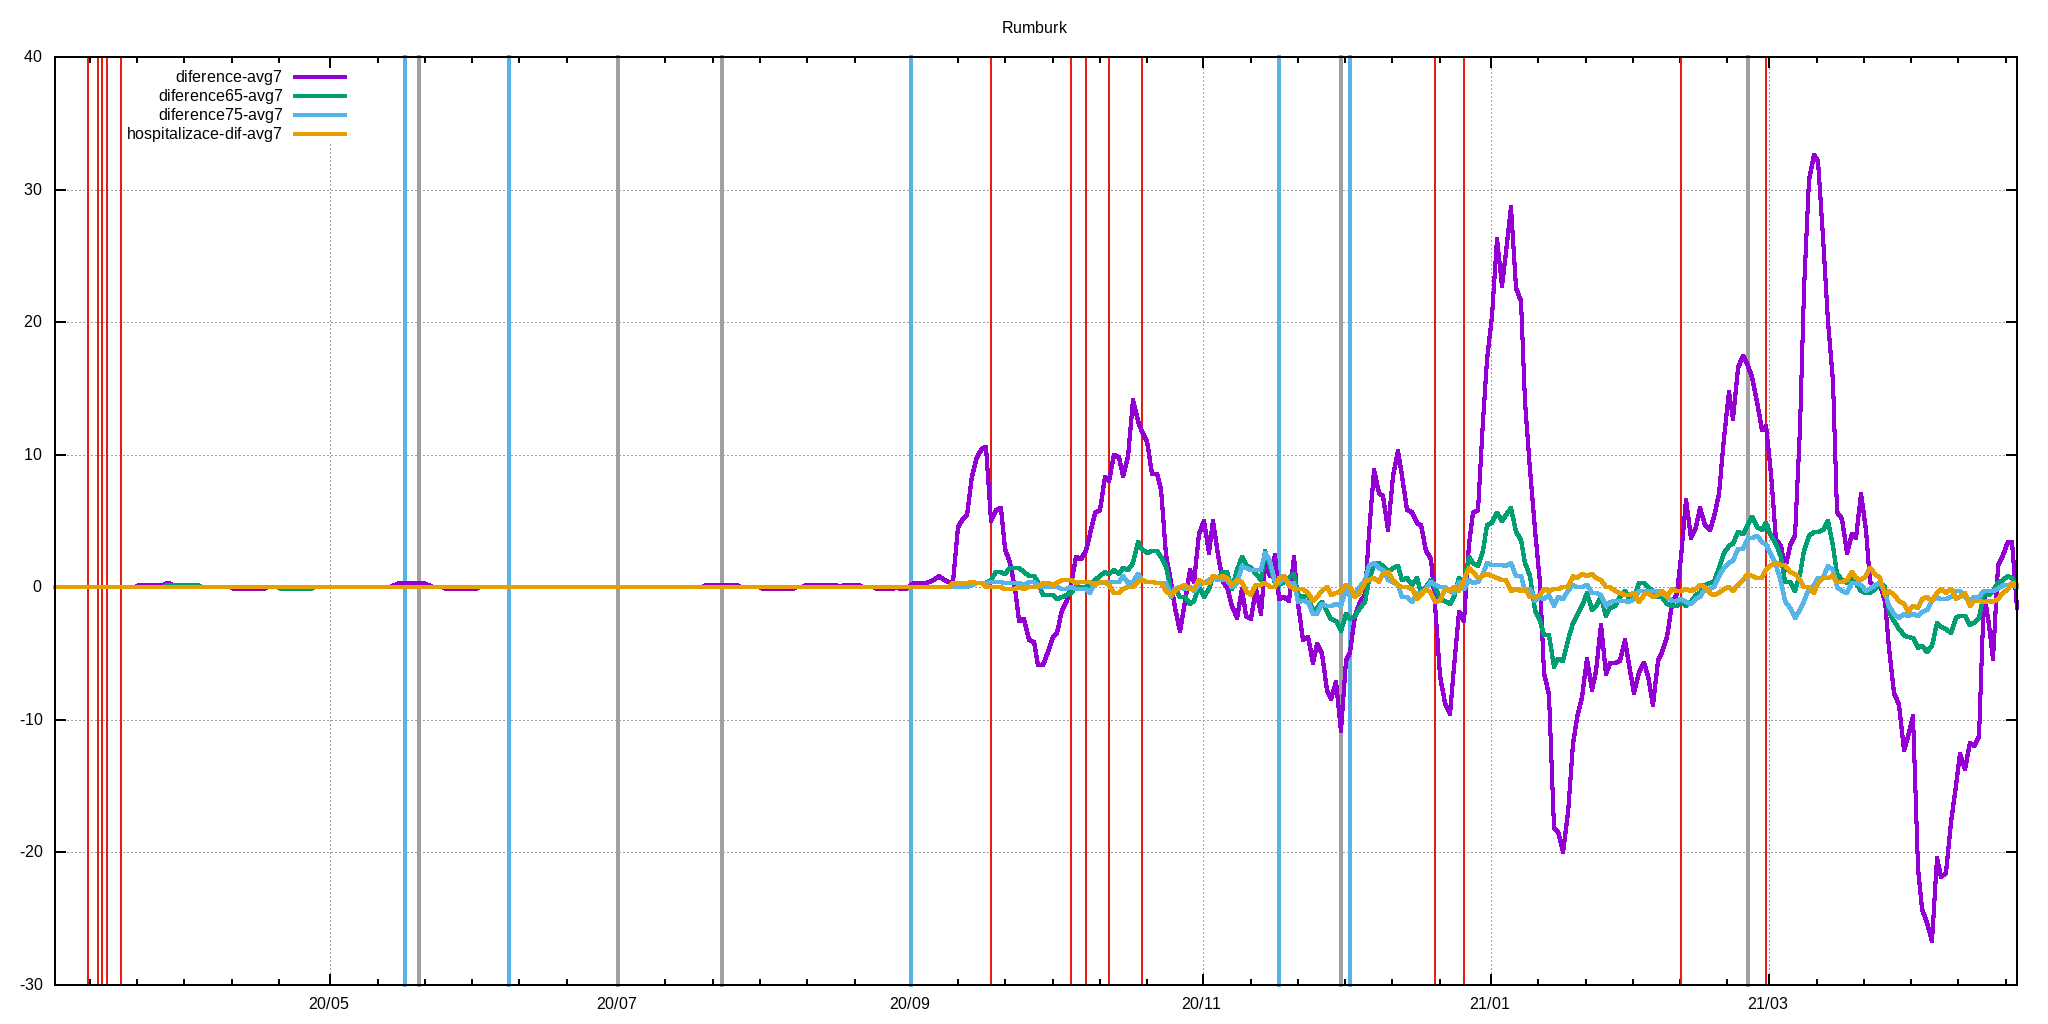 Rumburk
40
diference-avg7
diference65-avg7
diference75-avg7
hospitalizace-dif-avg7
30
20
10
0
-10
-20
-30
20/05 20/07 20/09 20/11 21/01 21/03